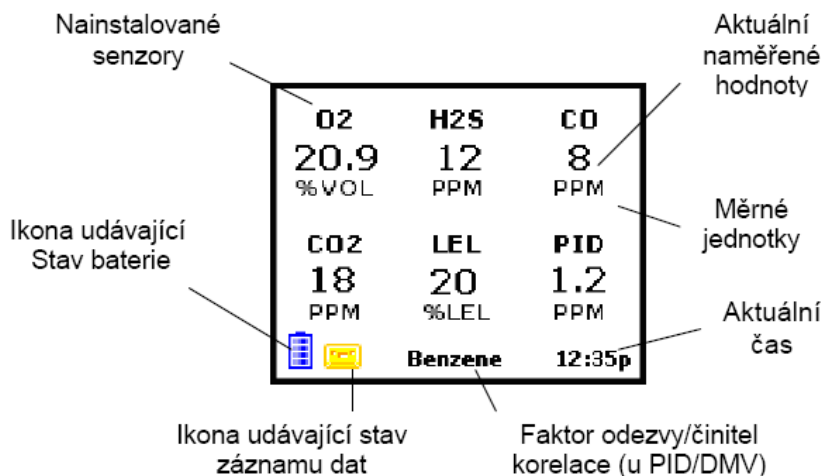 Nainstalované
senzory
Aktuální
naměřené
hodnoty
O2 H2S CO
20.9 12 8
%VOL PPM PPM
Měrné
jednotky
Ikona udávající
Stav baterie
CO2 LEL PID
18 20 1.2
PPM %LEL PPM
Aktuální
čas
Benzene 12:35p
Ikona udávající stav
záznamu dat
Faktor odezvy/činitel
korelace (u PID/DMV)